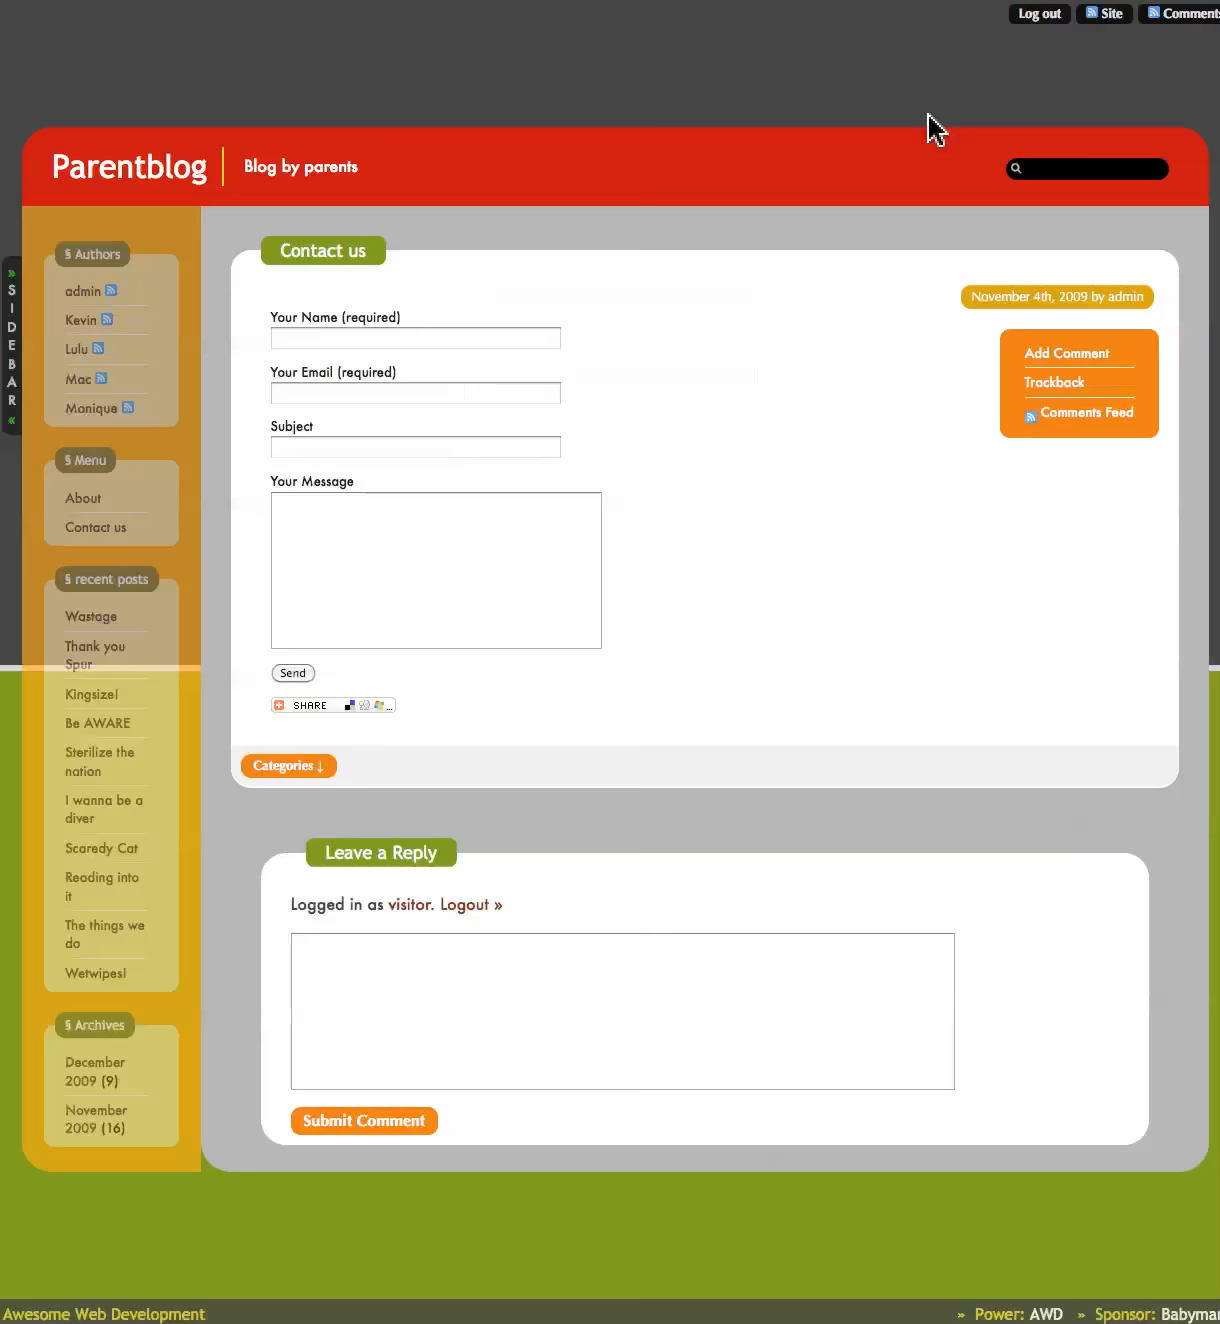 Log out
Site
Comments
Parentblog
Blog by parents
»
S
I
D
E
B
A
R
«
§ Authors
admin
Kevin
Lulu
Mac
Manique
§ Menu
About
Contact us
§ recent posts
Wastage
Thank you
Spur
Kingsize!
Be AWARE
Sterilize the
nation
I wanna be a
diver
Scaredy Cat
Reading into
it
The things we
do
Wetwipes!
§ Archives
December
2009 (9)
November
2009 (16)
Contact us
November 4th, 2009 by admin
Add Comment
Trackback
Comments Feed
Your Name (required)
Your Email (required)
Subject
Your Message
Send
SHARE ...
Categories ↓
Leave a Reply
Logged in as visitor. Logout »
Submit Comment
Awesome Web Development
» Power: AWD » Sponsor: